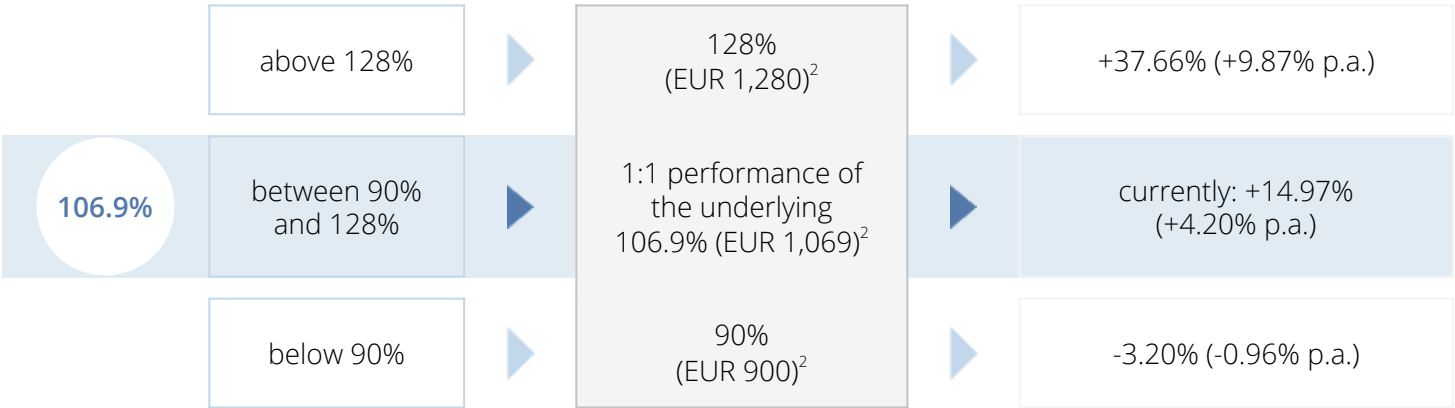 above 128%
128%
(EUR 1,280)²
+37.66% (+9.87% p.a.)
106.9%
between 90%
and 128%
1:1 performance of
the underlying
106.9% (EUR 1,069)²
currently: +14.97%
(+4.20% p.a.)
below 90%
90%
(EUR 900)²
-3.20% (-0.96% p.a.)